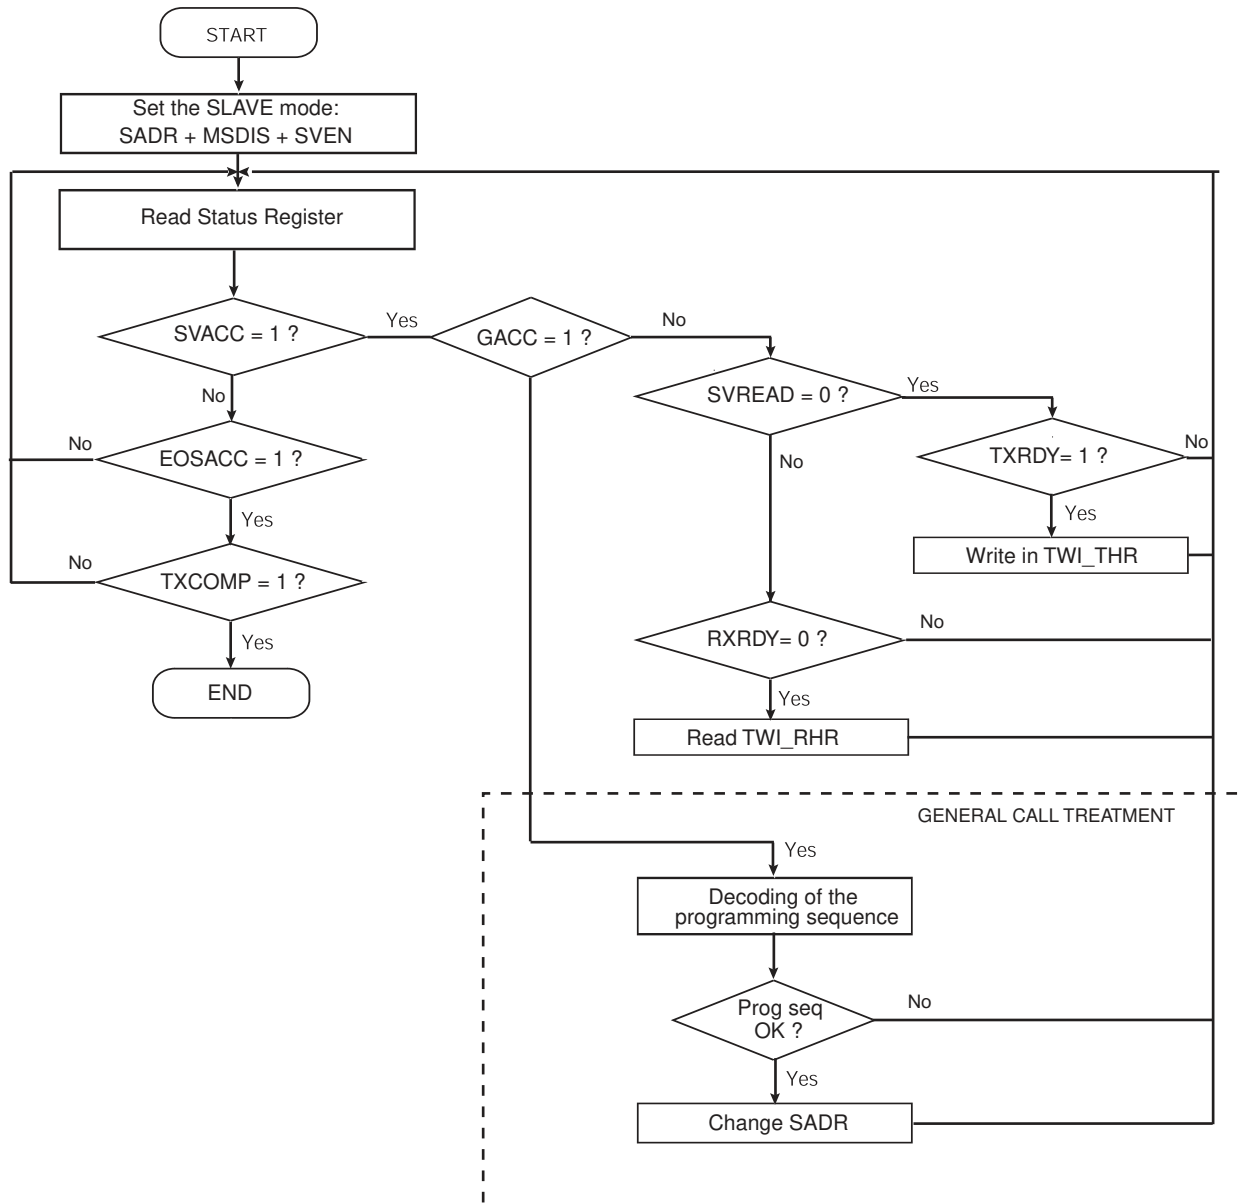 START
Set the SLAVE mode:
SADR + MSDIS + SVEN
Read Status Register
SVACC = 1 ?
Yes
GACC = 1 ?
No
SVREAD = 0 ?
Yes
No
EOSACC = 1 ?
No
No
TXRDY= 1 ?
No
Yes
Yes
Write in TWI_THR
No
TXCOMP = 1 ?
RXRDY= 0 ?
No
Yes
END
Yes
Read TWI_RHR
GENERAL CALL TREATMENT
Yes
Decoding of the
programming sequence
Prog seq
OK ?
No
Yes
Change SADR